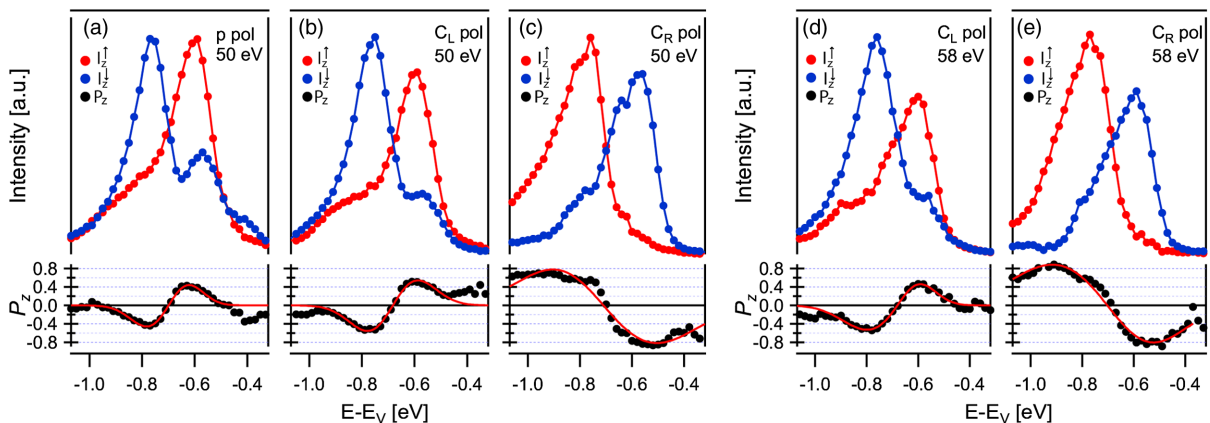 (a) p pol
50 eV
I_z^↑
I_z^↓
P_z
(b) C_L pol
50 eV
I_z^↑
I_z^↓
P_z
(c) C_R pol
50 eV
I_z^↑
I_z^↓
P_z
(d) C_L pol
58 eV
I_z^↑
I_z^↓
P_z
(e) C_R pol
58 eV
I_z^↑
I_z^↓
P_z
Intensity [a.u.]
Intensity [a.u.]
P_z
0.8
0.4
0.0
-0.4
-0.8
0.8
0.4
0.0
-0.4
-0.8
-1.0 -0.8 -0.6 -0.4
-1.0 -0.8 -0.6 -0.4
-1.0 -0.8 -0.6 -0.4
-1.0 -0.8 -0.6 -0.4
-1.0 -0.8 -0.6 -0.4
E-E_V [eV]
E-E_V [eV]